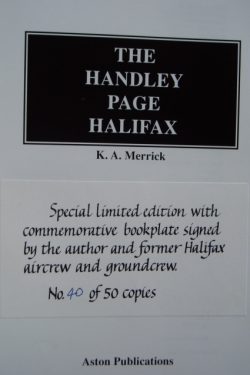 THE
HANDLEY
PAGE
HALIFAX
K. A. Merrick
Special limited edition with
commemorative bookplate signed
by the author and former Halifax
aircrew and groundcrew.
No. 40 of 50 copies
Aston Publications